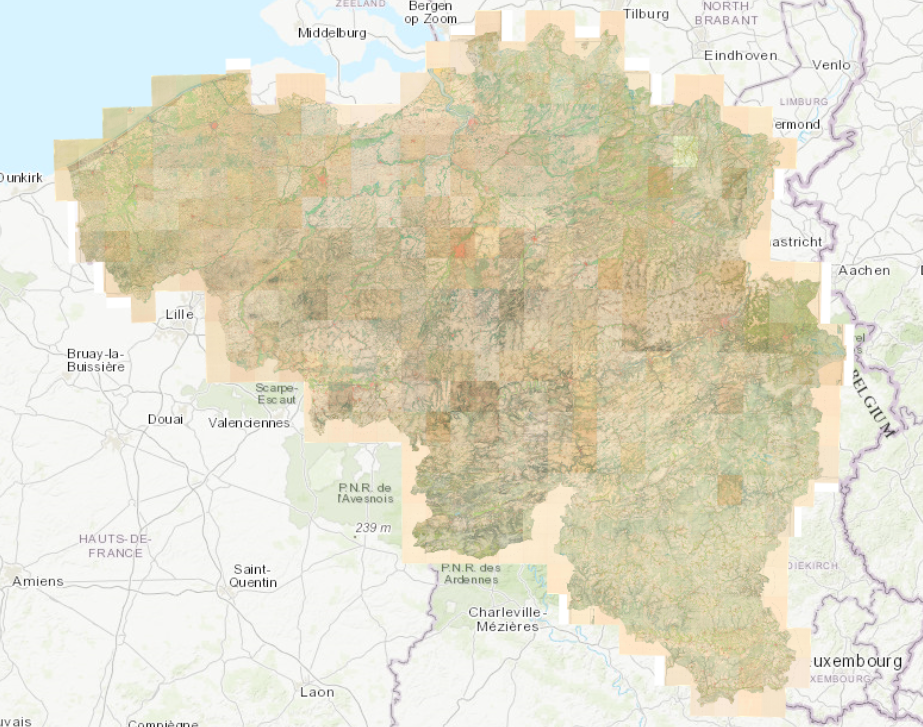 ZEELAND
Bergen
op Zoom
Middelburg
Tilburg
NORTH
BRABANT
Eindhoven
Venlo
LIMBURG
ermond
Dunkirk
astricht
Aachen
Lille
Bruay-la-
Buissière
Scarpe-
Escaut
Douai
Valenciennes
BELGIUM
P.N.R. de
l'Avesnois
239 m
HAUTS-DE-
FRANCE
Amiens
Saint-
Quentin
P.N.R. des
Ardennes
DIEKIRCH
Charleville-
Mézières
uxembourg
XEMBOURG
Laon
uvais
Compiègne